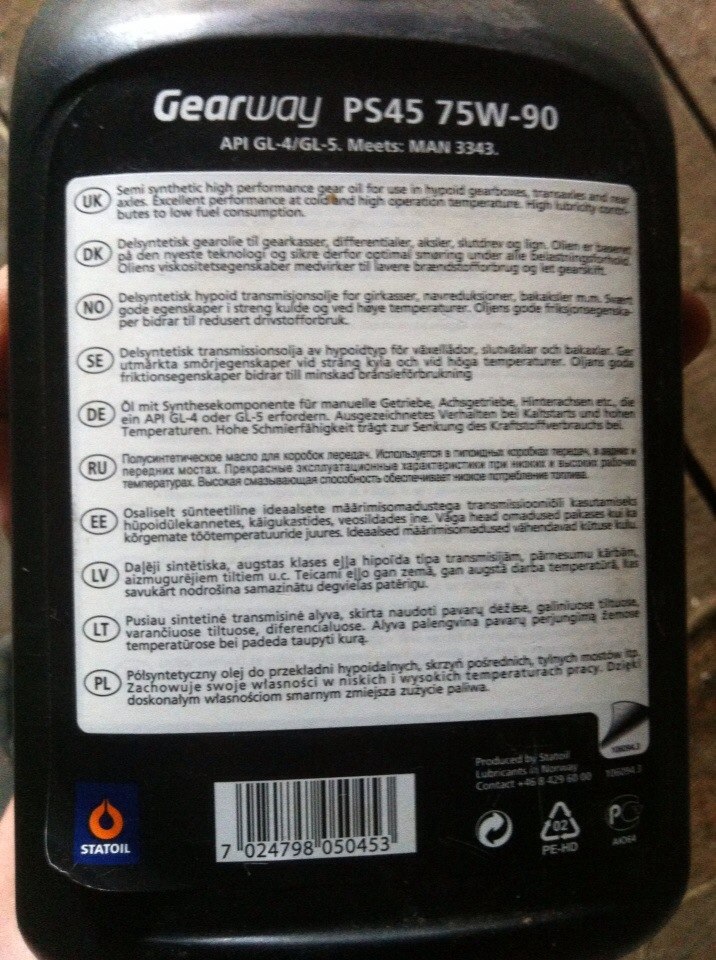 Gearway PS45 75W-90
API GL-4/GL-5. Meets: MAN 3343.
UK
Semi synthetic high performance gear oil for use in hypoid gearboxes, transaxles and rear
axles. Excellent performance at cold and high operation temperature. High lubricity contri-
butes to low fuel consumption.
DK
Delsyntetisk gearolie til gearkasser, differentialer, aksler, slutdrev og lign. Olien er baseret
på den nyeste teknologi og sikre derfor optimal smøring under alle belastningsforhold.
Oliens viskositetsegenskaber medvirker til lavere brændstofforbrug og let gearskift.
NO
Delsyntetisk hypoid transmisjonsolje for girkasser, navreduksjoner, bakaksler m.m. Svært
gode egenskaper i streng kulde og ved høye temperaturer. Oljens gode friksjonsegenska-
per bidrar til redusert drivstofforbruk.
SE
Delsyntetisk transmissionsolja av hypoidtyp för växellådor, slutväxlar och bakaxlar. Ger
utmärkta smörjegenskaper vid sträng kyla och vid höga temperaturer. Oljans goda
friktionsegenskaper bidrar till minskad bränsleförbrukning
DE
Öl mit Synthesekomponente für manuelle Getriebe, Achsgetriebe, Hinterachsen etc., die
ein API GL-4 oder GL-5 erfordern. Ausgezeichnetes Verhalten bei Kaltstarts und hohen
Temperaturen. Hohe Schmierfähigkeit trägt zur Senkung des Kraftstoffverbrauchs bei.
RU
Полусинтетическое масло для коробок передач. Используется в гипоидных коробках передач, в задних и
передних мостах. Прекрасные эксплуатационные характеристики при низких и высоких рабочих
температурах. Высокая смазывающая способность обеспечивает низкое потребление топлива.
EE
Osaliselt sünteetiline ideaalsete määrimisomadustega transmissiooniõli kasutamiseks
hüpoidülekannetes, käigukastides, veosildades jne. Väga head omadused pakases kui ka
kõrgemate töötemperatuuride juures. Ideaalsed määrimisomadused vähendavad kütuse kulu.
LV
Daļēji sintētiska, augstas klases eļļa hipoīda tipa transmisijām, pārnesumu kārbām,
aizmugurējiem tiltiem u.c. Teicami eļļo gan zemā, gan augstā darba temperatūrā, kas
savukārt nodrošina samazinātu degvielas patēriņu.
LT
Pusiau sintetinė transmisinė alyva, skirta naudoti pavarų dėžėse, galiniuose tiltuose,
varančiuose tiltuose, diferencialuose. Alyva palengvina pavarų perjungimą žemose
temperatūrose bei padeda taupyti kurą.
PL
Półsyntetyczny olej do przekładni hypoidalnych, skrzyń pośrednich, tylnych mostów itp.
Zachowuje swoje własności w niskich i wysokich temperaturach pracy. Dzięki
doskonałym własnościom smarnym zmiejsza zużycie paliwa.
106094.3
Produced by Statoil
Lubricants in Norway
Contact +46 8 429 60 00
106094.3
STATOIL
7 024798 050453
02
PE-HD
РС